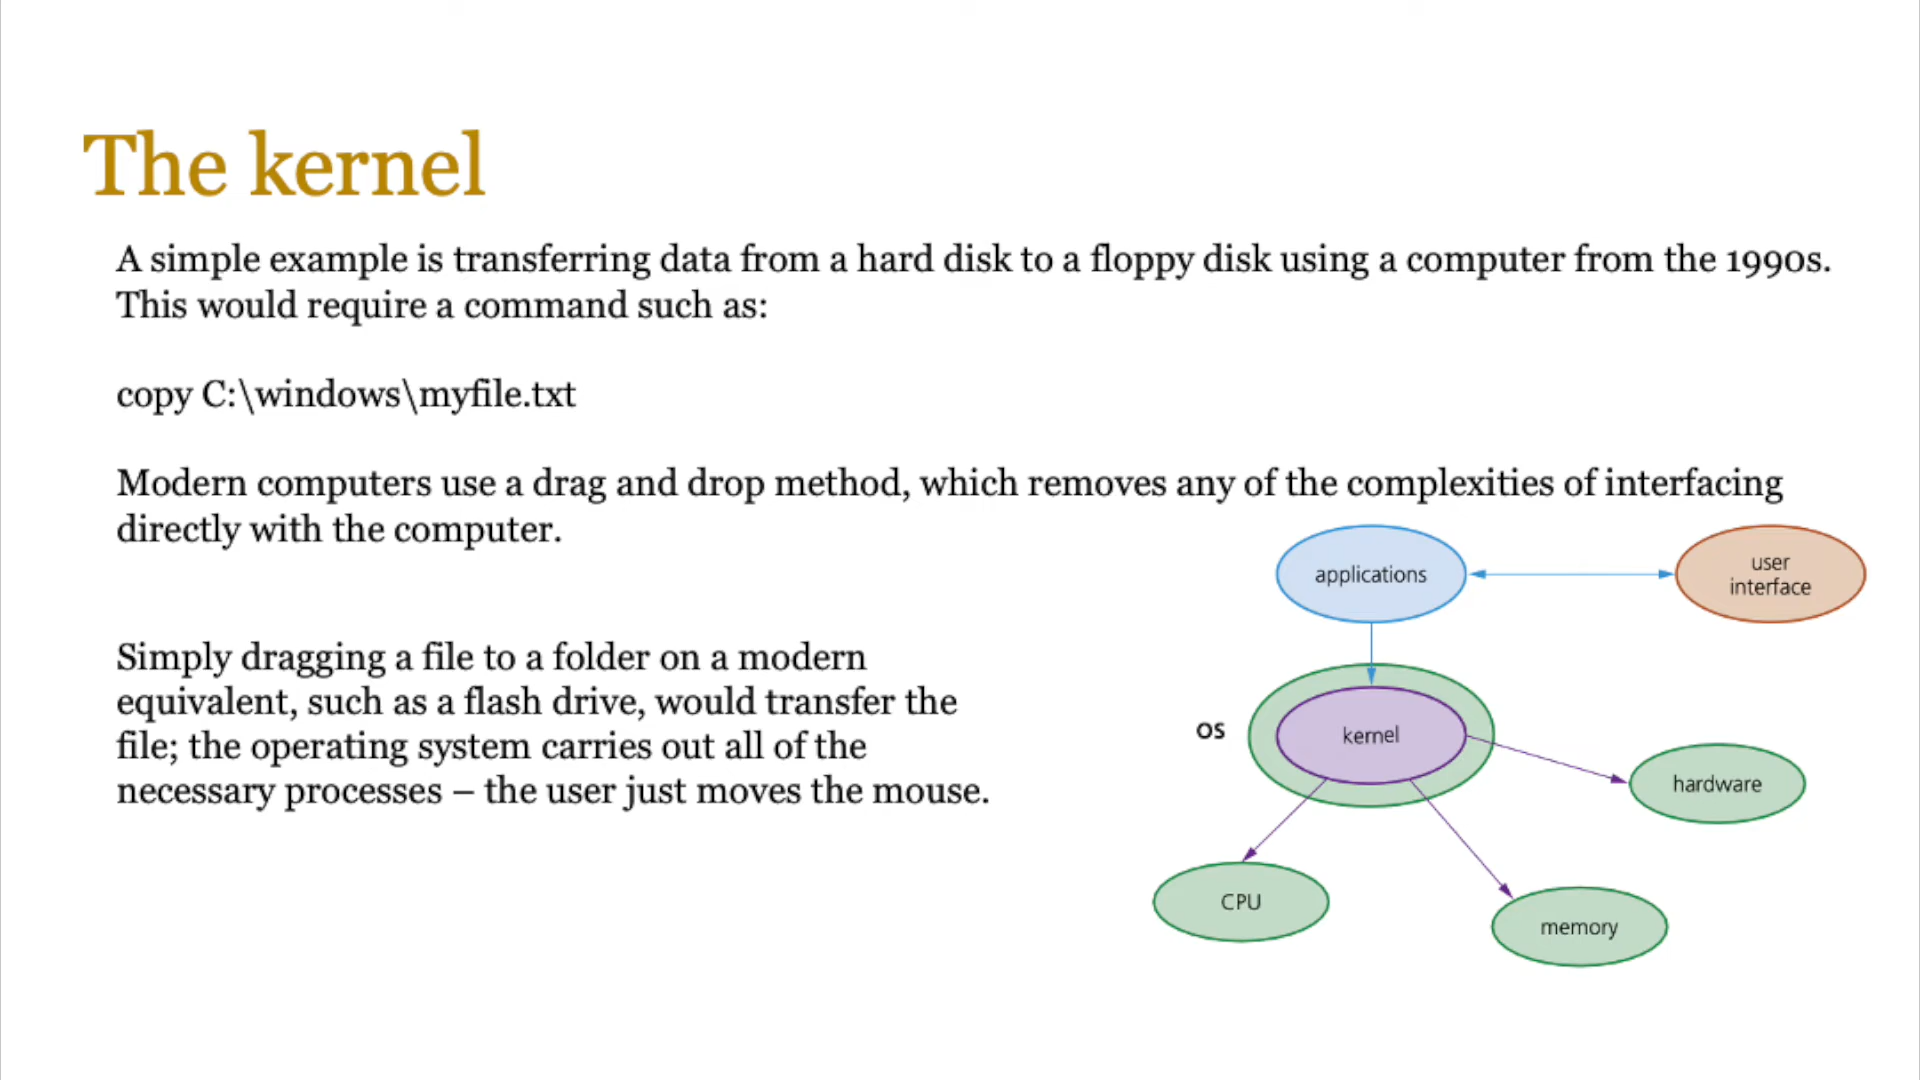 The kernel
A simple example is transferring data from a hard disk to a floppy disk using a computer from the 1990s.
This would require a command such as:
copy C:\windows\myfile.txt
Modern computers use a drag and drop method, which removes any of the complexities of interfacing
directly with the computer.
Simply dragging a file to a folder on a modern
equivalent, such as a flash drive, would transfer the
file; the operating system carries out all of the
necessary processes – the user just moves the mouse.
applications
user
interface
OS
kernel
hardware
CPU
memory